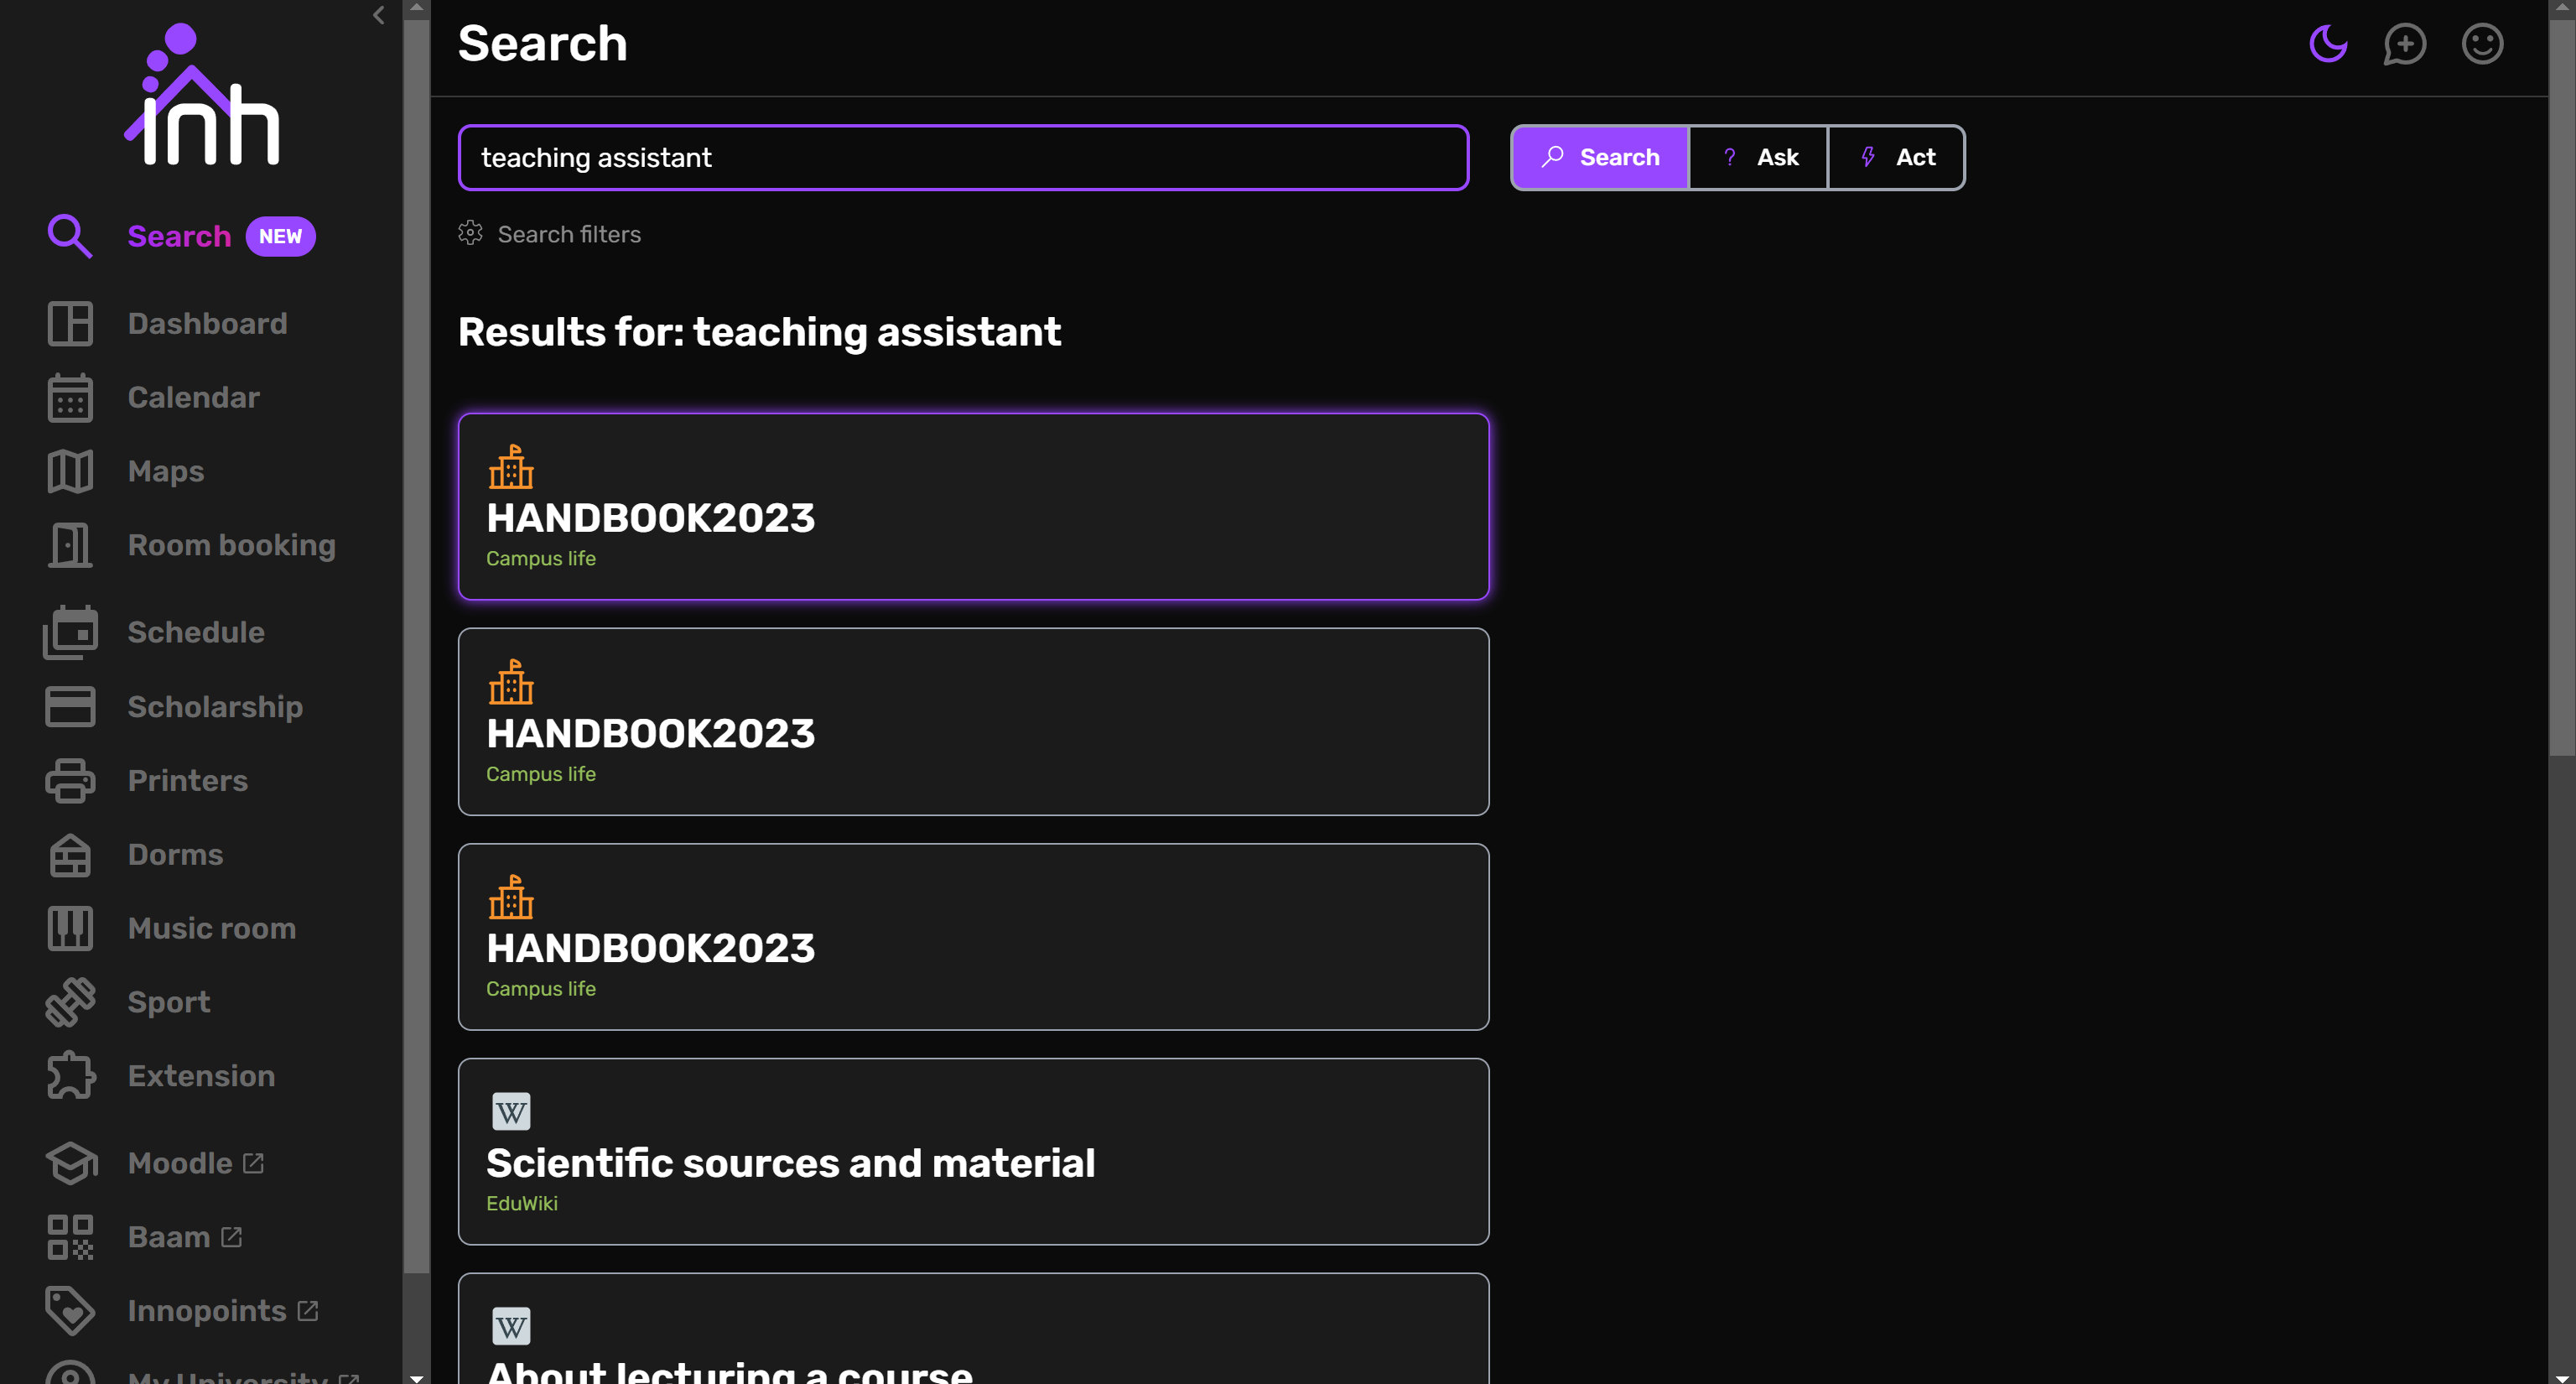 inh
Search NEW
Dashboard
Calendar
Maps
Room booking
Schedule
Scholarship
Printers
Dorms
Music room
Sport
Extension
Moodle
Baam
Innopoints
My University
Search
teaching assistant
Search
? Ask
Act
Search filters
Results for: teaching assistant
HANDBOOK2023
Campus life
HANDBOOK2023
Campus life
HANDBOOK2023
Campus life
W
Scientific sources and material
EduWiki
W
About lecturing a course